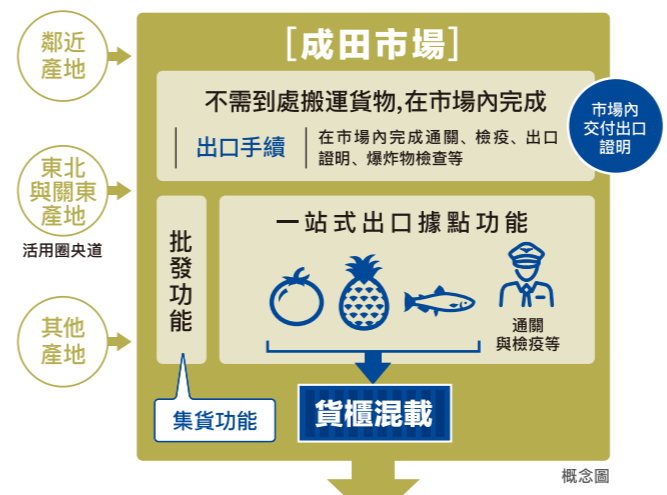 鄰近
產地
東北
與關東
產地
活用圈央道
其他
產地
[成田市場]
不需到處搬運貨物,在市場內完成
出口手續
在市場內完成通關、檢疫、出口
證明、爆炸物檢查等
市場內
交付出口
證明
批發功能
集貨功能
一站式出口據點功能
通關
與檢疫等
貨櫃混載
概念圖